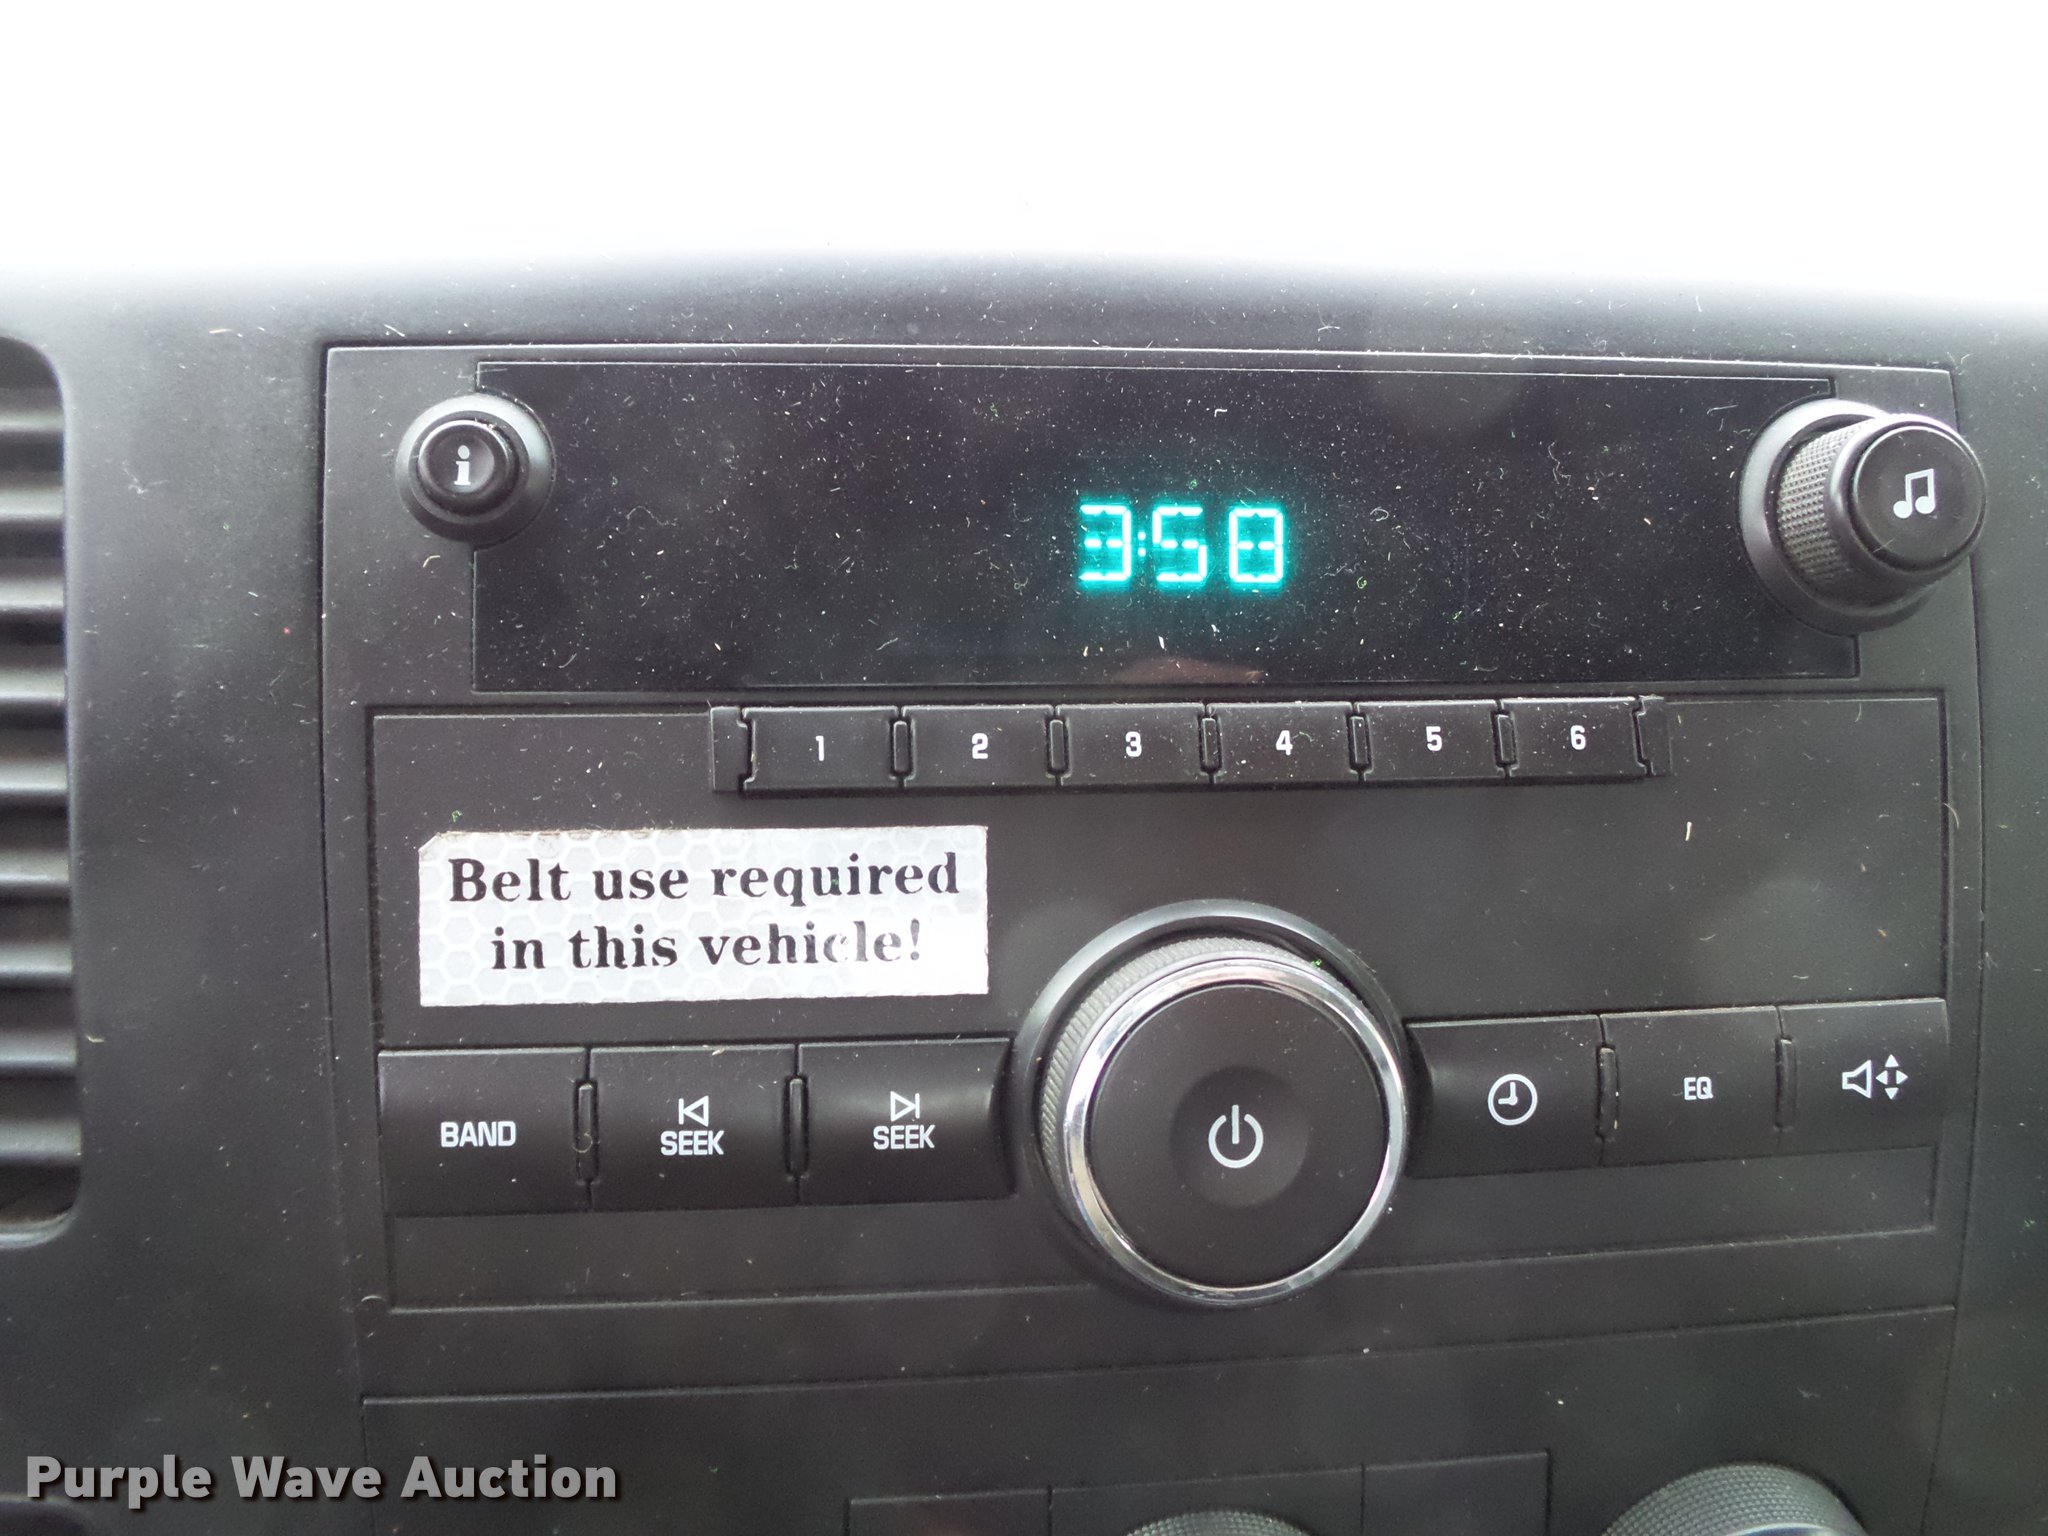 i
3:58
1 2 3 4 5 6
Belt use required
in this vehicle!
BAND
SEEK
SEEK
EQ
Purple Wave Auction